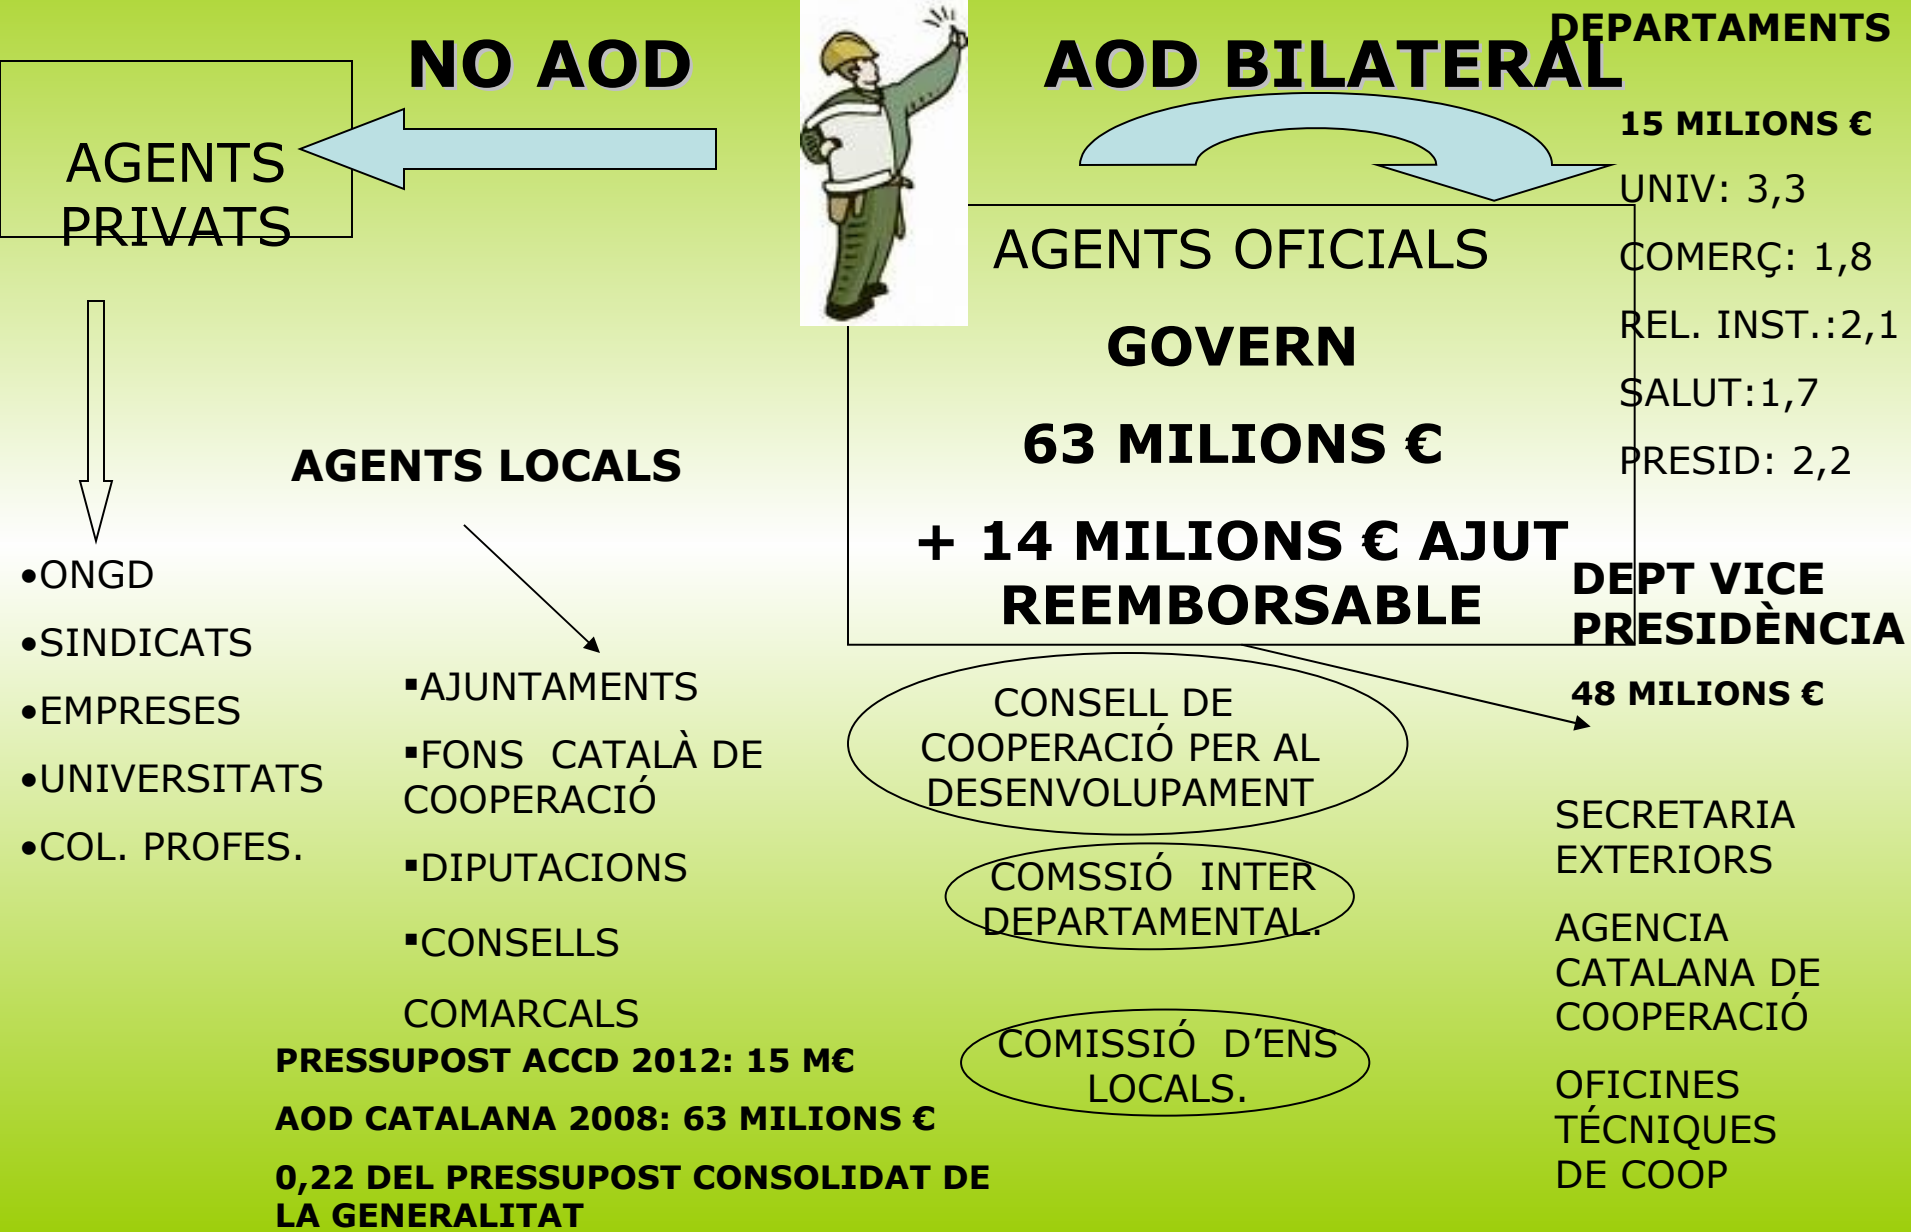 NO AOD
AOD BILATERAL
DEPARTAMENTS
15 MILIONS €
UNIV: 3,3
COMERÇ: 1,8
REL. INST.:2,1
SALUT:1,7
PRESID: 2,2
AGENTS
PRIVATS
AGENTS OFICIALS
GOVERN
63 MILIONS €
+ 14 MILIONS € AJUT
REEMBORSABLE
AGENTS LOCALS
•ONGD
•SINDICATS
•EMPRESES
•UNIVERSITATS
•COL. PROFES.
▪AJUNTAMENTS
▪FONS CATALÀ DE
COOPERACIÓ
▪DIPUTACIONS
▪CONSELLS
COMARCALS
CONSELL DE
COOPERACIÓ PER AL
DESENVOLUPAMENT
COMSSIÓ INTER
DEPARTAMENTAL.
COMISSIÓ D’ENS
LOCALS.
DEPT VICE
PRESIDÈNCIA
48 MILIONS €
SECRETARIA
EXTERIORS
AGENCIA
CATALANA DE
COOPERACIÓ
OFICINES
TÉCNIQUES
DE COOP
PRESSUPOST ACCD 2012: 15 M€
AOD CATALANA 2008: 63 MILIONS €
0,22 DEL PRESSUPOST CONSOLIDAT DE
LA GENERALITAT